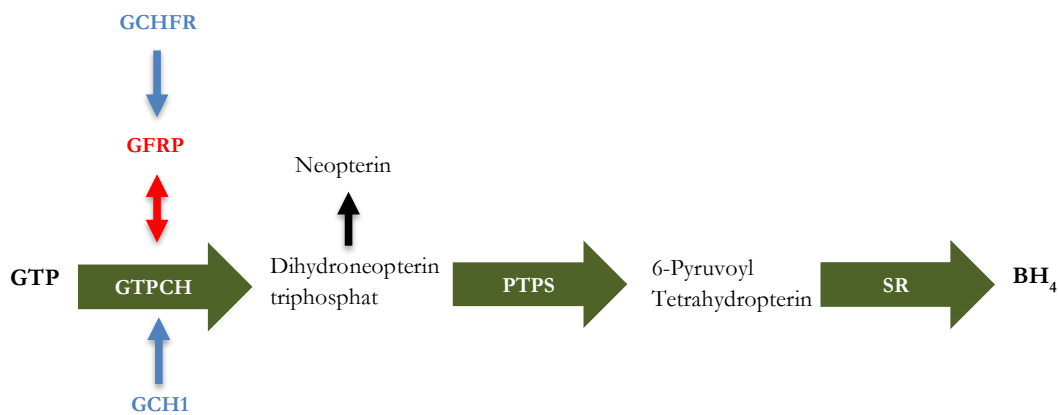 GCHFR
GFRP
Neopterin
GTP
GTPCH
Dihydroneopterin
triphosphat
PTPS
6-Pyruvoyl
Tetrahydropterin
SR
BH4
GCH1